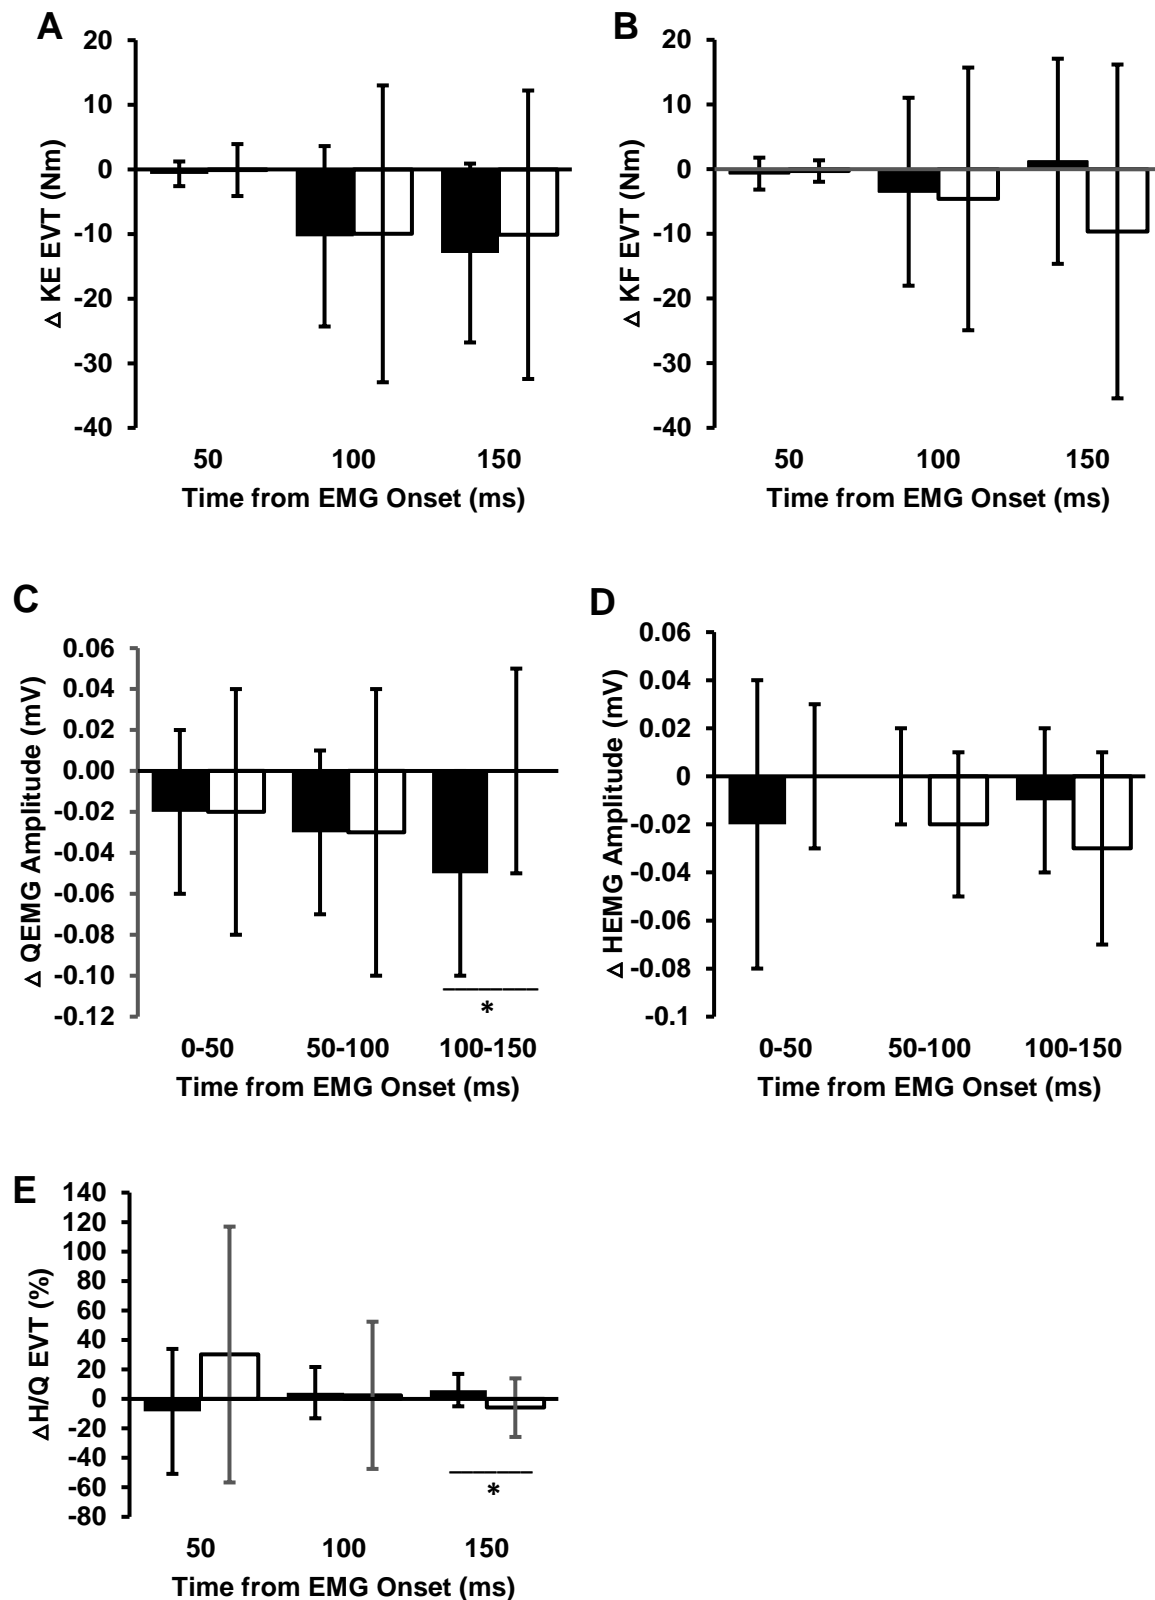 A
20
10
0
-10
-20
-30
-40
Δ KE EVT (Nm)
50 100 150
Time from EMG Onset (ms)
B
20
10
0
-10
-20
-30
-40
Δ KF EVT (Nm)
50 100 150
Time from EMG Onset (ms)
C
0.06
0.04
0.02
0.00
-0.02
-0.04
-0.06
-0.08
-0.10
-0.12
Δ QEMG Amplitude (mV)
*
0-50 50-100 100-150
Time from EMG Onset (ms)
D
0.06
0.04
0.02
0
-0.02
-0.04
-0.06
-0.08
-0.1
Δ HEMG Amplitude (mV)
0-50 50-100 100-150
Time from EMG Onset (ms)
E
140
120
100
80
60
40
20
0
-20
-40
-60
-80
ΔH/Q EVT (%)
*
50 100 150
Time from EMG Onset (ms)